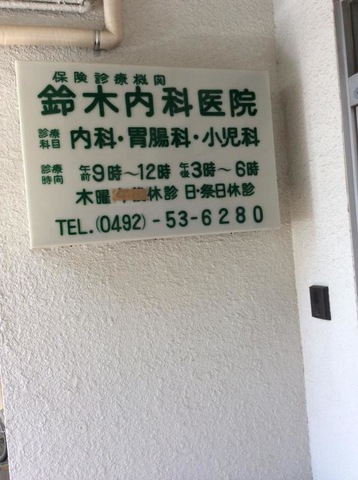 保険診療機関
鈴木内科医院
診療科目 内科・胃腸科・小児科
診療時間 午前9時～12時 午後3時～6時
木曜休診 日・祭日休診
TEL.(0492)-53-6280